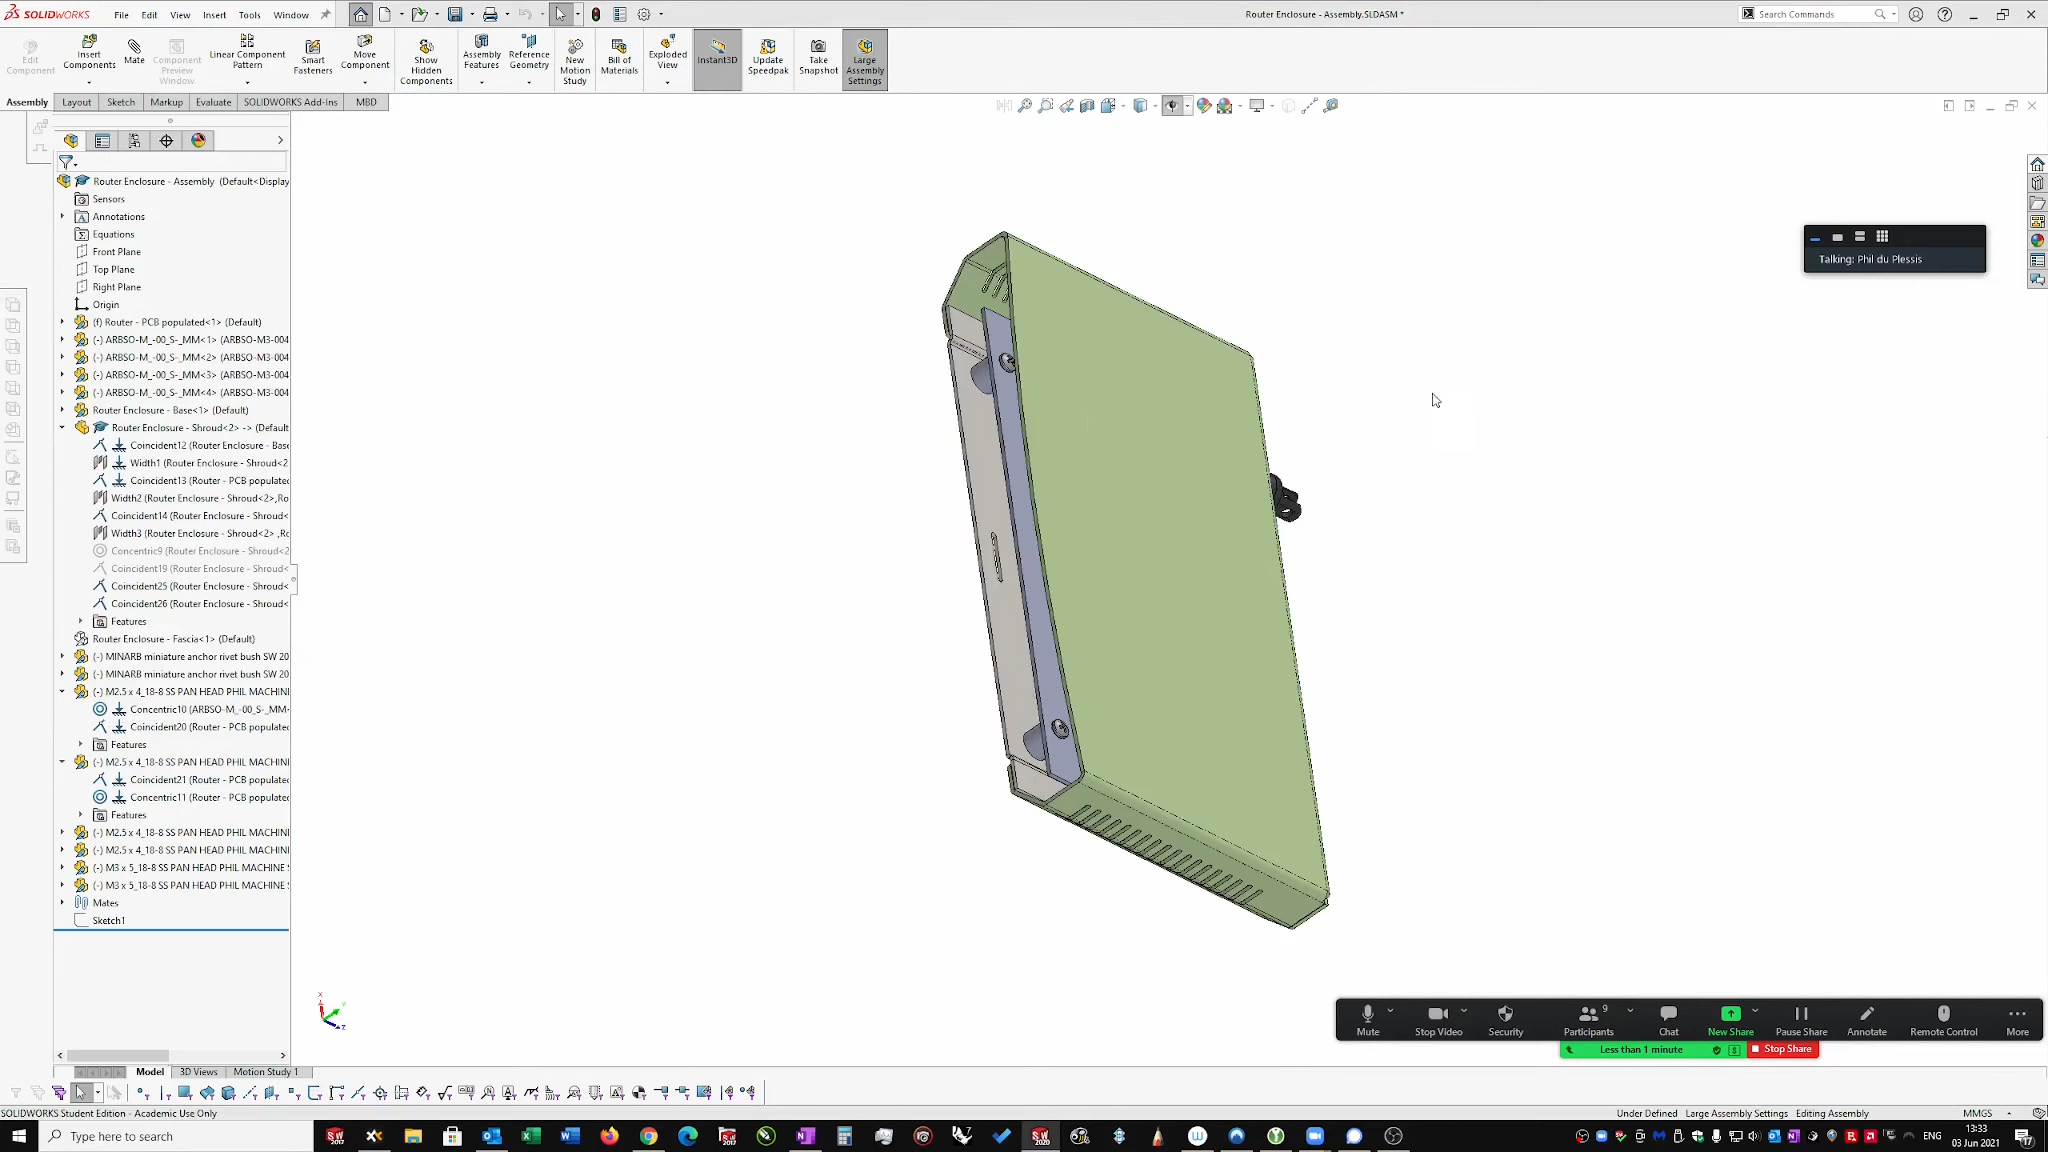 SOLIDWORKS File Edit View Insert Tools Window
Router Enclosure - Assembly.SLDASM *
Search Commands
Edit Component
Insert Components
Mate
Component Preview Window
Linear Component Pattern
Smart Fasteners
Move Component
Show Hidden Components
Assembly Features
Reference Geometry
New Motion Study
Bill of Materials
Exploded View
Instant3D
Update Speedpak
Take Snapshot
Large Assembly Settings
Assembly Layout Sketch Markup Evaluate SOLIDWORKS Add-Ins MBD
Router Enclosure - Assembly (Default<Display
Sensors
Annotations
Equations
Front Plane
Top Plane
Right Plane
Origin
(f) Router - PCB populated<1> (Default)
(-) ARBSO-M_-00_S-_MM<1> (ARBSO-M3-004
(-) ARBSO-M_-00_S-_MM<2> (ARBSO-M3-004
(-) ARBSO-M_-00_S-_MM<3> (ARBSO-M3-004
(-) ARBSO-M_-00_S-_MM<4> (ARBSO-M3-004
Router Enclosure - Base<1> (Default)
Router Enclosure - Shroud<2> -> (Default
Coincident12 (Router Enclosure - Base
Width1 (Router Enclosure - Shroud<2
Coincident13 (Router - PCB populated
Width2 (Router Enclosure - Shroud<2>,Ro
Coincident14 (Router Enclosure - Shroud<
Width3 (Router Enclosure - Shroud<2> ,Ro
Concentric9 (Router Enclosure - Shroud<2
Coincident19 (Router Enclosure - Shroud<
Coincident25 (Router Enclosure - Shroud<
Coincident26 (Router Enclosure - Shroud<
Features
Router Enclosure - Fascia<1> (Default)
(-) MINARB miniature anchor rivet bush SW 20
(-) MINARB miniature anchor rivet bush SW 20
(-) M2.5 x 4_18-8 SS PAN HEAD PHIL MACHINI
Concentric10 (ARBSO-M_-00_S-_MM<
Coincident20 (Router - PCB populated
Features
(-) M2.5 x 4_18-8 SS PAN HEAD PHIL MACHINI
Coincident21 (Router - PCB populated
Concentric11 (Router - PCB populated
Features
(-) M2.5 x 4_18-8 SS PAN HEAD PHIL MACHINI
(-) M2.5 x 4_18-8 SS PAN HEAD PHIL MACHINI
(-) M3 x 5_18-8 SS PAN HEAD PHIL MACHINE S
(-) M3 x 5_18-8 SS PAN HEAD PHIL MACHINE S
Mates
Sketch1
Talking: Phil du Plessis
Mute
Stop Video
Security
9
Participants
Chat
New Share
Pause Share
Annotate
Remote Control
More
Less than 1 minute
Stop Share
Model 3D Views Motion Study 1
SOLIDWORKS Student Edition - Academic Use Only
Under Defined Large Assembly Settings Editing Assembly MMGS
Type here to search
ENG
13:33
03 Jun 2021